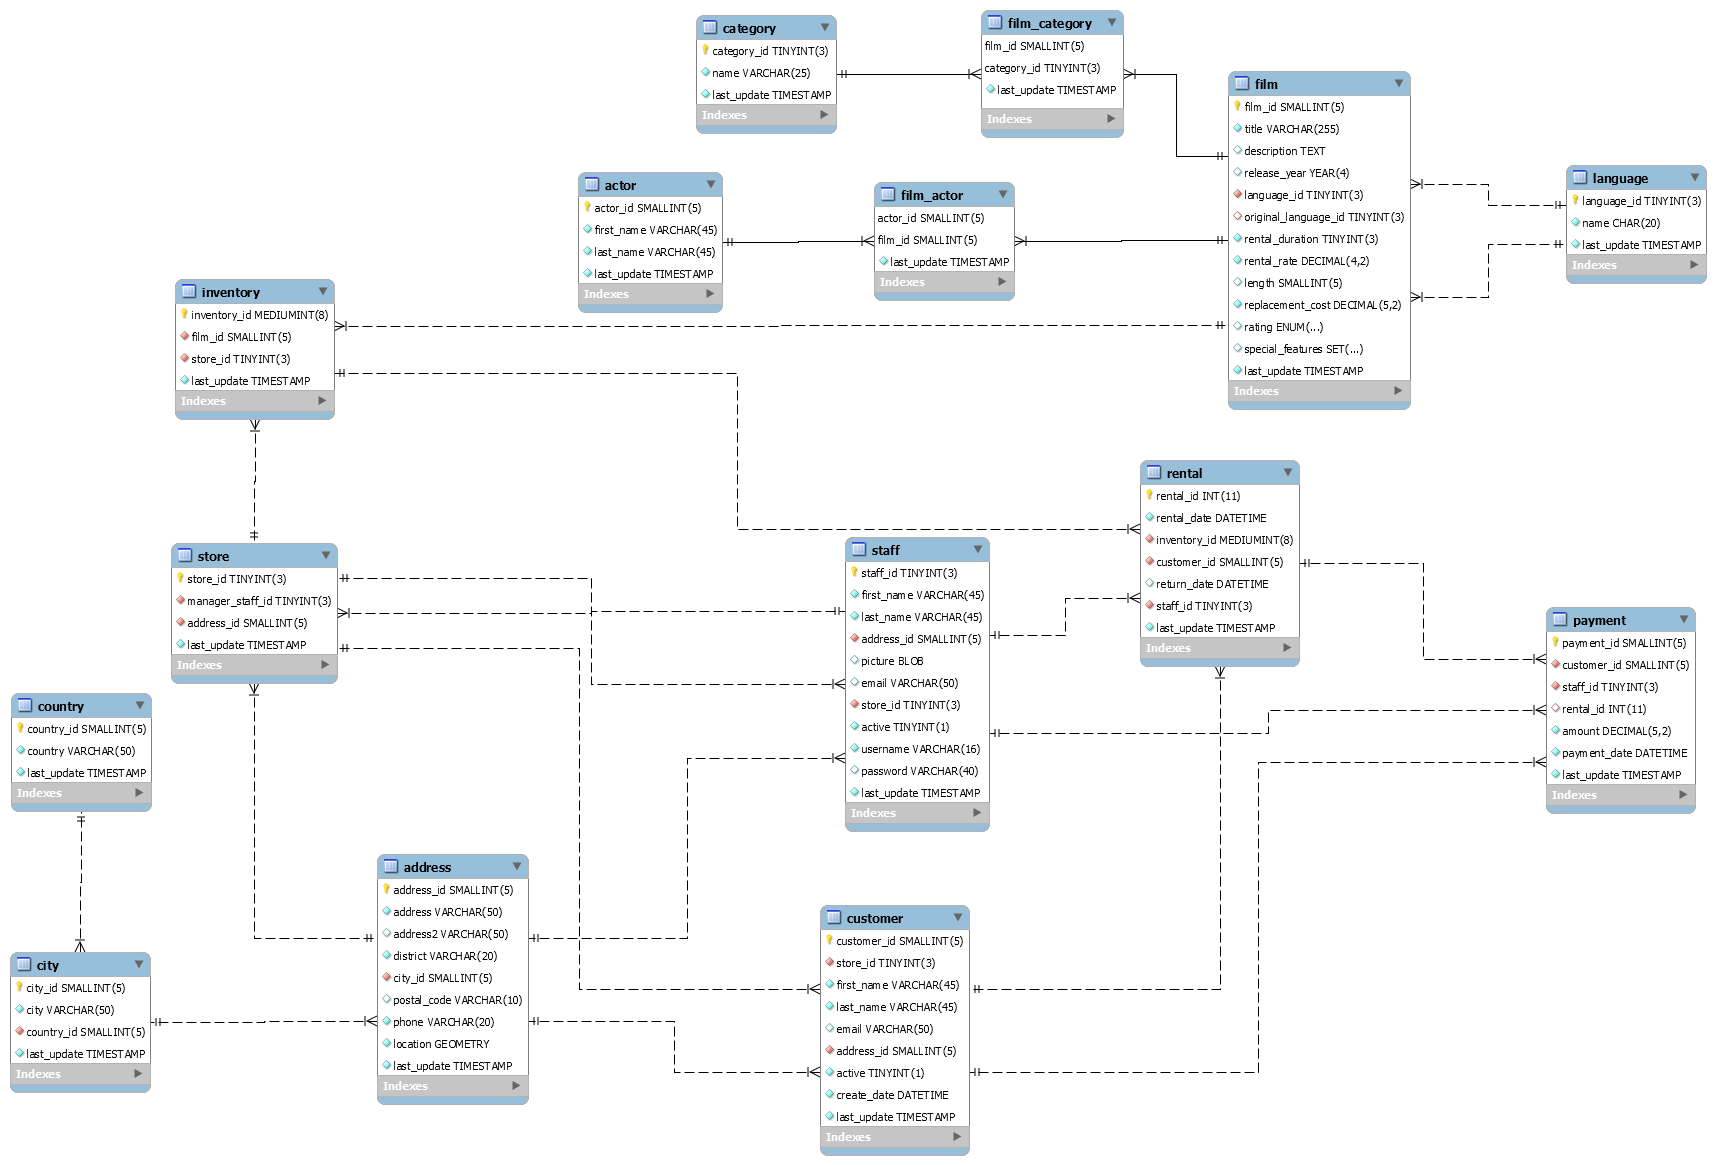 category
category_id TINYINT(3)
name VARCHAR(25)
last_update TIMESTAMP
Indexes
film_category
film_id SMALLINT(5)
category_id TINYINT(3)
last_update TIMESTAMP
Indexes
film
film_id SMALLINT(5)
title VARCHAR(255)
description TEXT
release_year YEAR(4)
language_id TINYINT(3)
original_language_id TINYINT(3)
rental_duration TINYINT(3)
rental_rate DECIMAL(4,2)
length SMALLINT(5)
replacement_cost DECIMAL(5,2)
rating ENUM(...)
special_features SET(...)
last_update TIMESTAMP
Indexes
language
language_id TINYINT(3)
name CHAR(20)
last_update TIMESTAMP
Indexes
actor
actor_id SMALLINT(5)
first_name VARCHAR(45)
last_name VARCHAR(45)
last_update TIMESTAMP
Indexes
film_actor
actor_id SMALLINT(5)
film_id SMALLINT(5)
last_update TIMESTAMP
Indexes
inventory
inventory_id MEDIUMINT(8)
film_id SMALLINT(5)
store_id TINYINT(3)
last_update TIMESTAMP
Indexes
rental
rental_id INT(11)
rental_date DATETIME
inventory_id MEDIUMINT(8)
customer_id SMALLINT(5)
return_date DATETIME
staff_id TINYINT(3)
last_update TIMESTAMP
Indexes
store
store_id TINYINT(3)
manager_staff_id TINYINT(3)
address_id SMALLINT(5)
last_update TIMESTAMP
Indexes
staff
staff_id TINYINT(3)
first_name VARCHAR(45)
last_name VARCHAR(45)
address_id SMALLINT(5)
picture BLOB
email VARCHAR(50)
store_id TINYINT(3)
active TINYINT(1)
username VARCHAR(16)
password VARCHAR(40)
last_update TIMESTAMP
Indexes
payment
payment_id SMALLINT(5)
customer_id SMALLINT(5)
staff_id TINYINT(3)
rental_id INT(11)
amount DECIMAL(5,2)
payment_date DATETIME
last_update TIMESTAMP
Indexes
country
country_id SMALLINT(5)
country VARCHAR(50)
last_update TIMESTAMP
Indexes
address
address_id SMALLINT(5)
address VARCHAR(50)
address2 VARCHAR(50)
district VARCHAR(20)
city_id SMALLINT(5)
postal_code VARCHAR(10)
phone VARCHAR(20)
location GEOMETRY
last_update TIMESTAMP
Indexes
customer
customer_id SMALLINT(5)
store_id TINYINT(3)
first_name VARCHAR(45)
last_name VARCHAR(45)
email VARCHAR(50)
address_id SMALLINT(5)
active TINYINT(1)
create_date DATETIME
last_update TIMESTAMP
Indexes
city
city_id SMALLINT(5)
city VARCHAR(50)
country_id SMALLINT(5)
last_update TIMESTAMP
Indexes